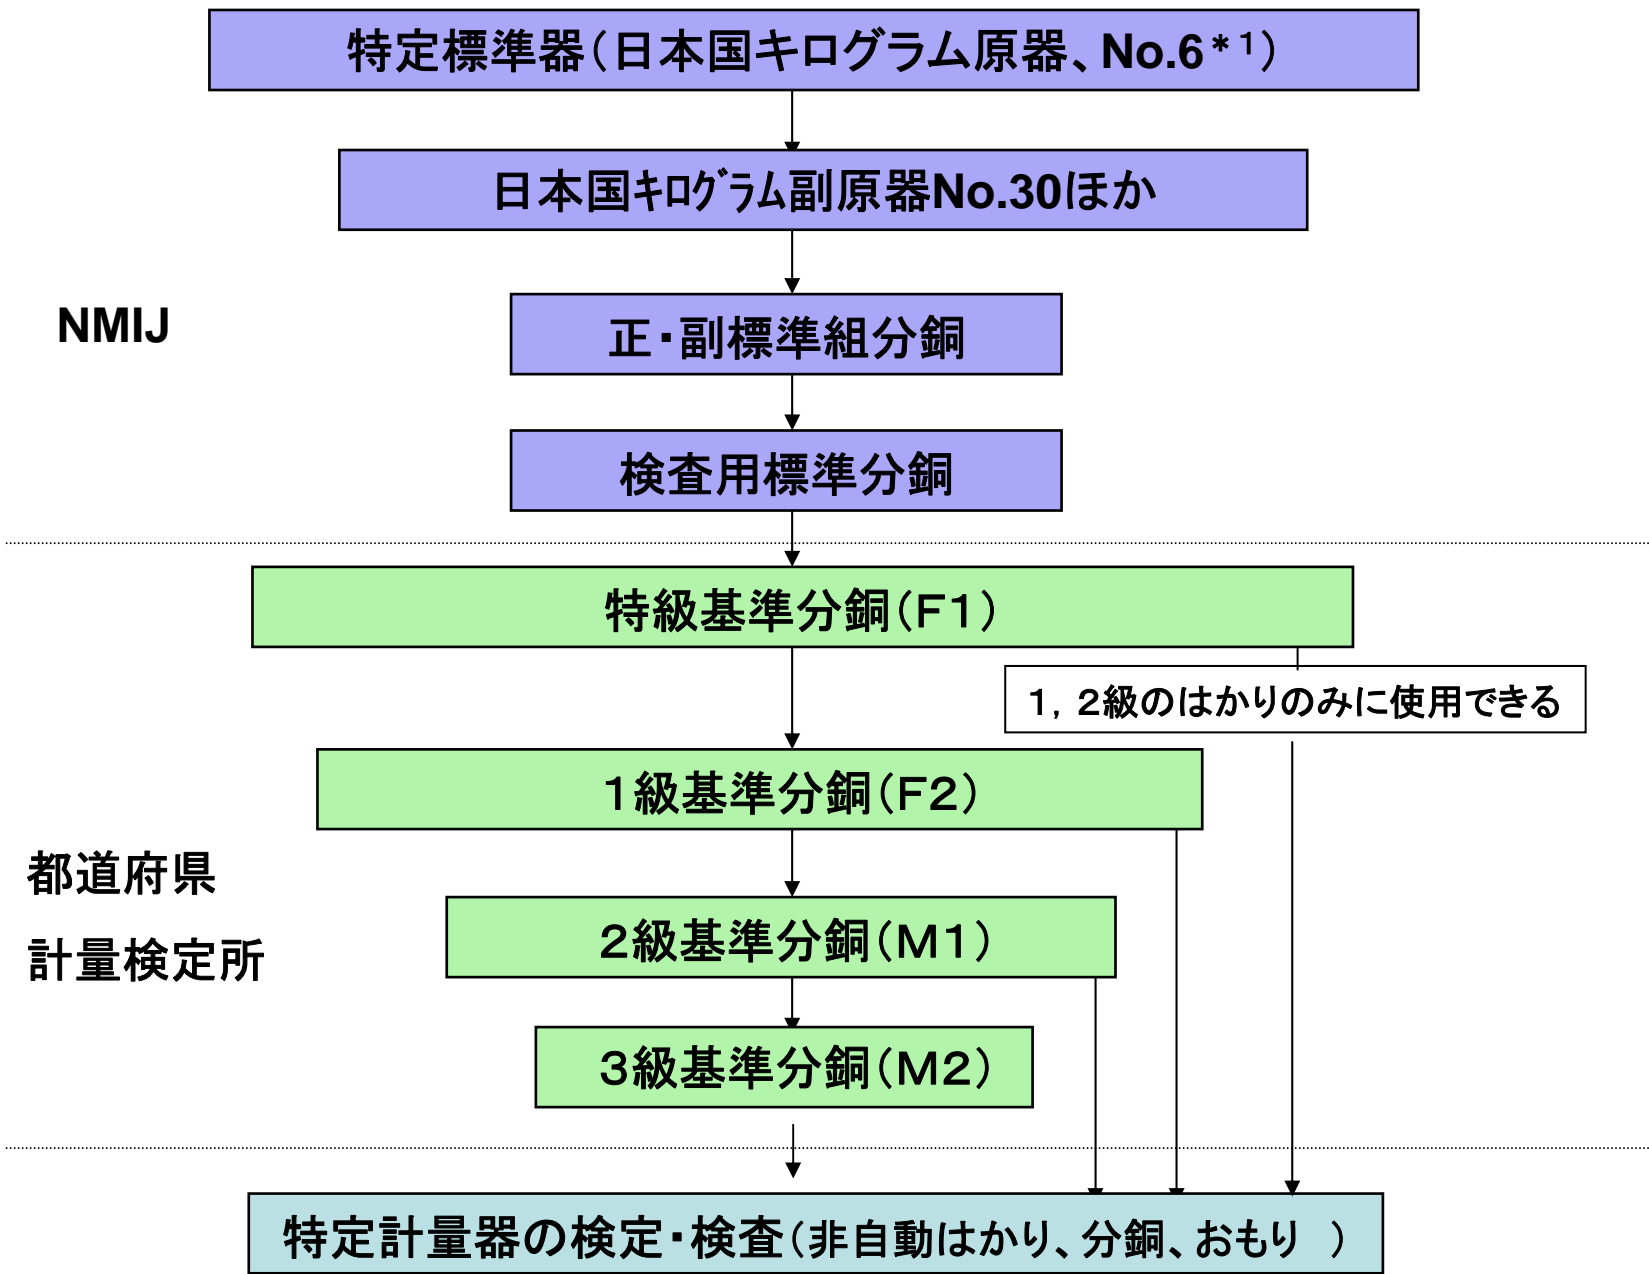 特定標準器（日本国キログラム原器、No.6＊¹）
日本国ｷﾛｸﾞﾗﾑ副原器No.30ほか
NMIJ
正・副標準組分銅
検査用標準分銅
特級基準分銅（F1）
１，２級のはかりのみに使用できる
１級基準分銅（F２）
都道府県
計量検定所
２級基準分銅（M１）
３級基準分銅（M２）
特定計量器の検定・検査（非自動はかり、分銅、おもり　）